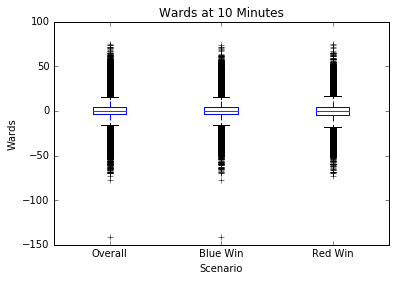 Wards at 10 Minutes
100
50
0
−50
−100
−150
Wards
Overall
Blue Win
Red Win
Scenario